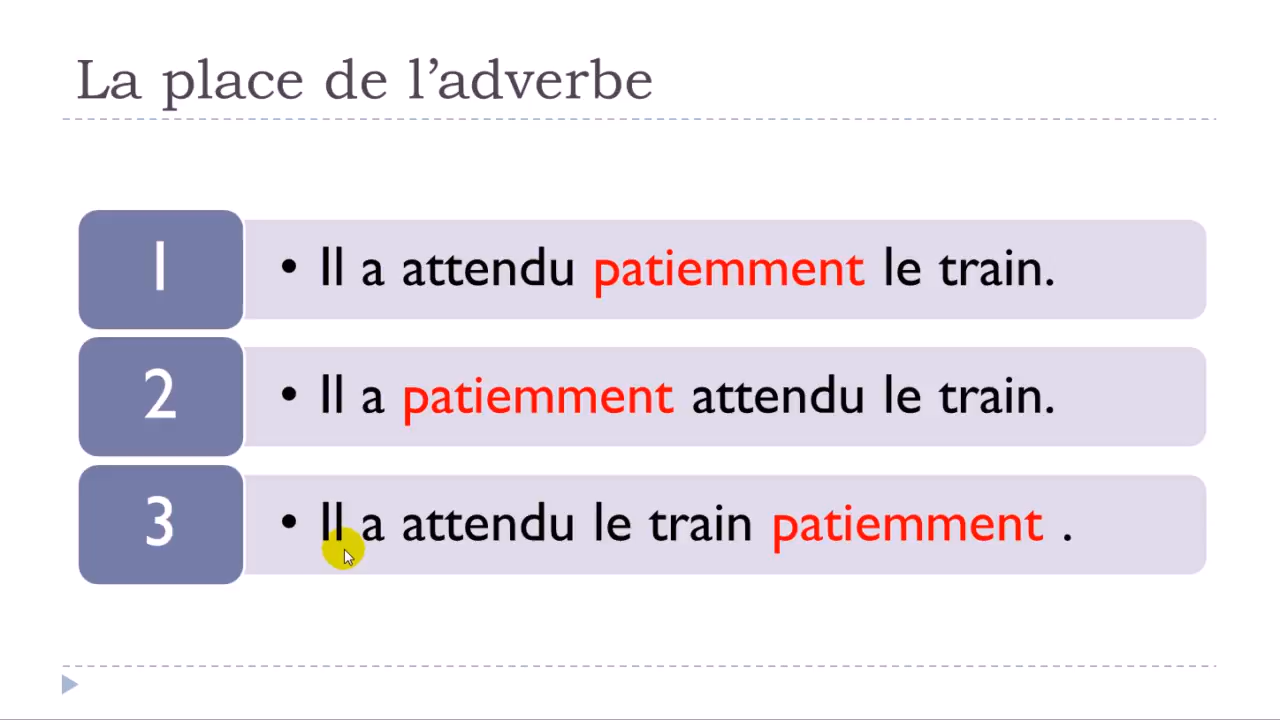 La place de l’adverbe
1
• Il a attendu patiemment le train.
2
• Il a patiemment attendu le train.
3
• Il a attendu le train patiemment .